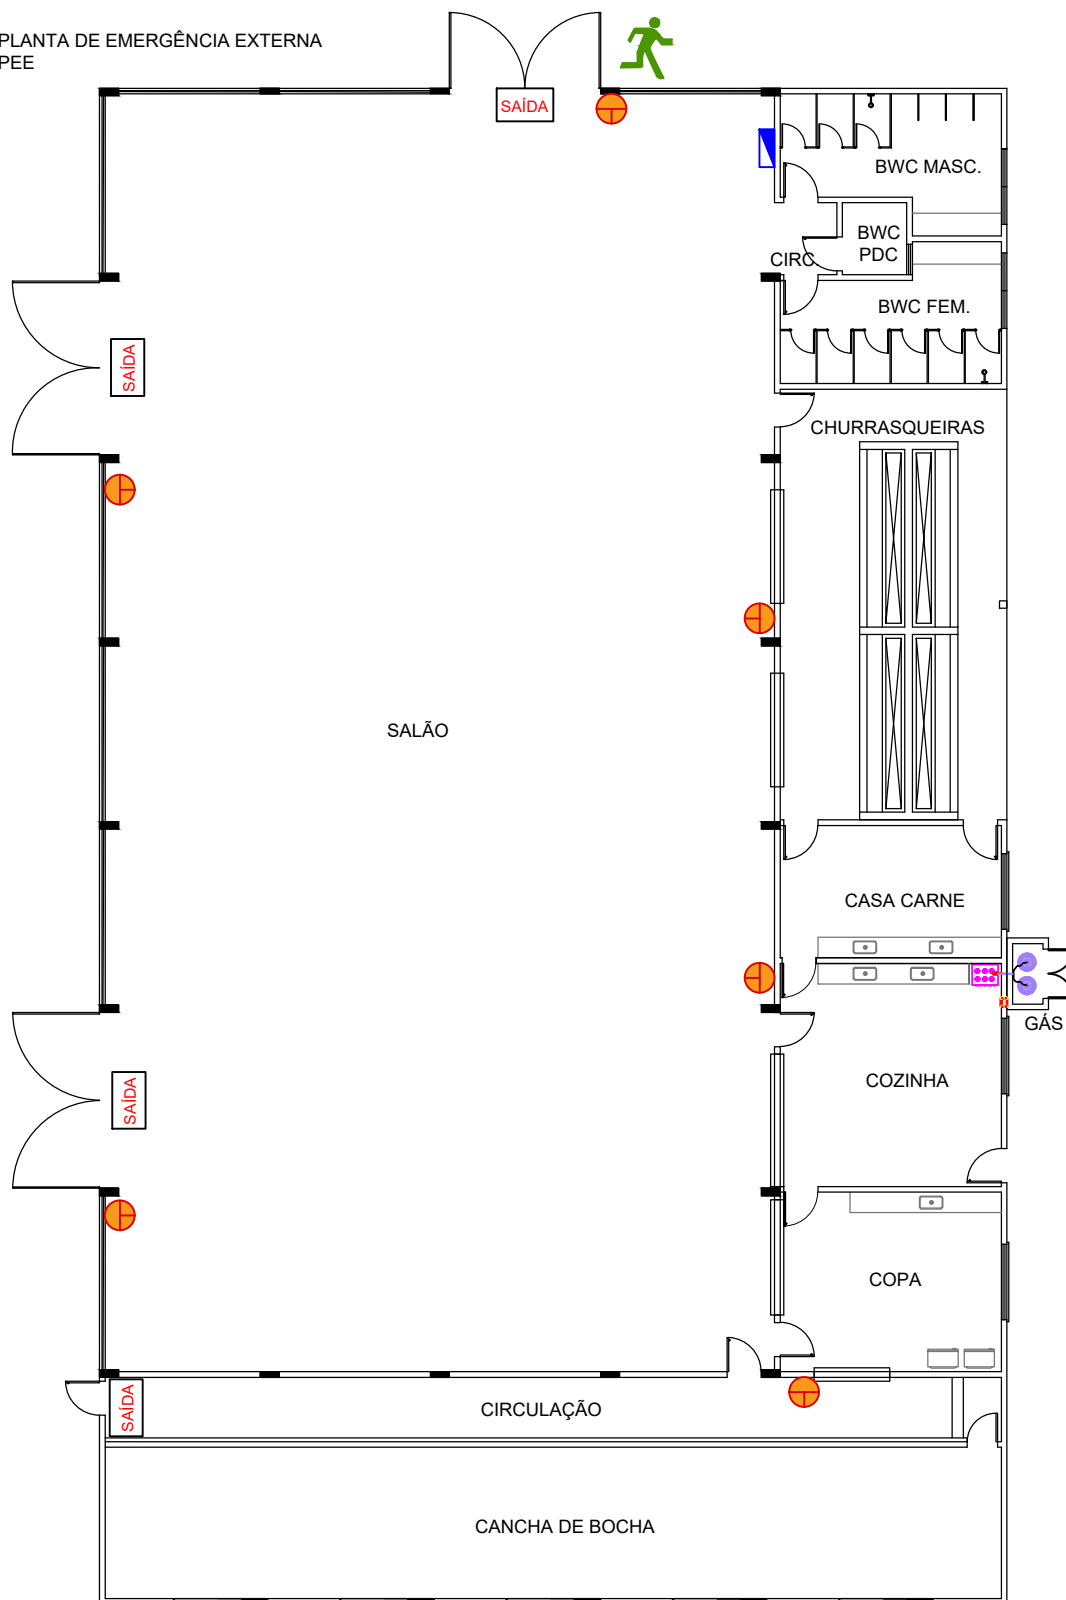 PLANTA DE EMERGÊNCIA EXTERNA
PEE
SAÍDA
BWC MASC.
BWC
PDC
CIRC
BWC FEM.
SAÍDA
CHURRASQUEIRAS
SALÃO
CASA CARNE
GÁS
COZINHA
SAÍDA
COPA
SAÍDA
CIRCULAÇÃO
CANCHA DE BOCHA